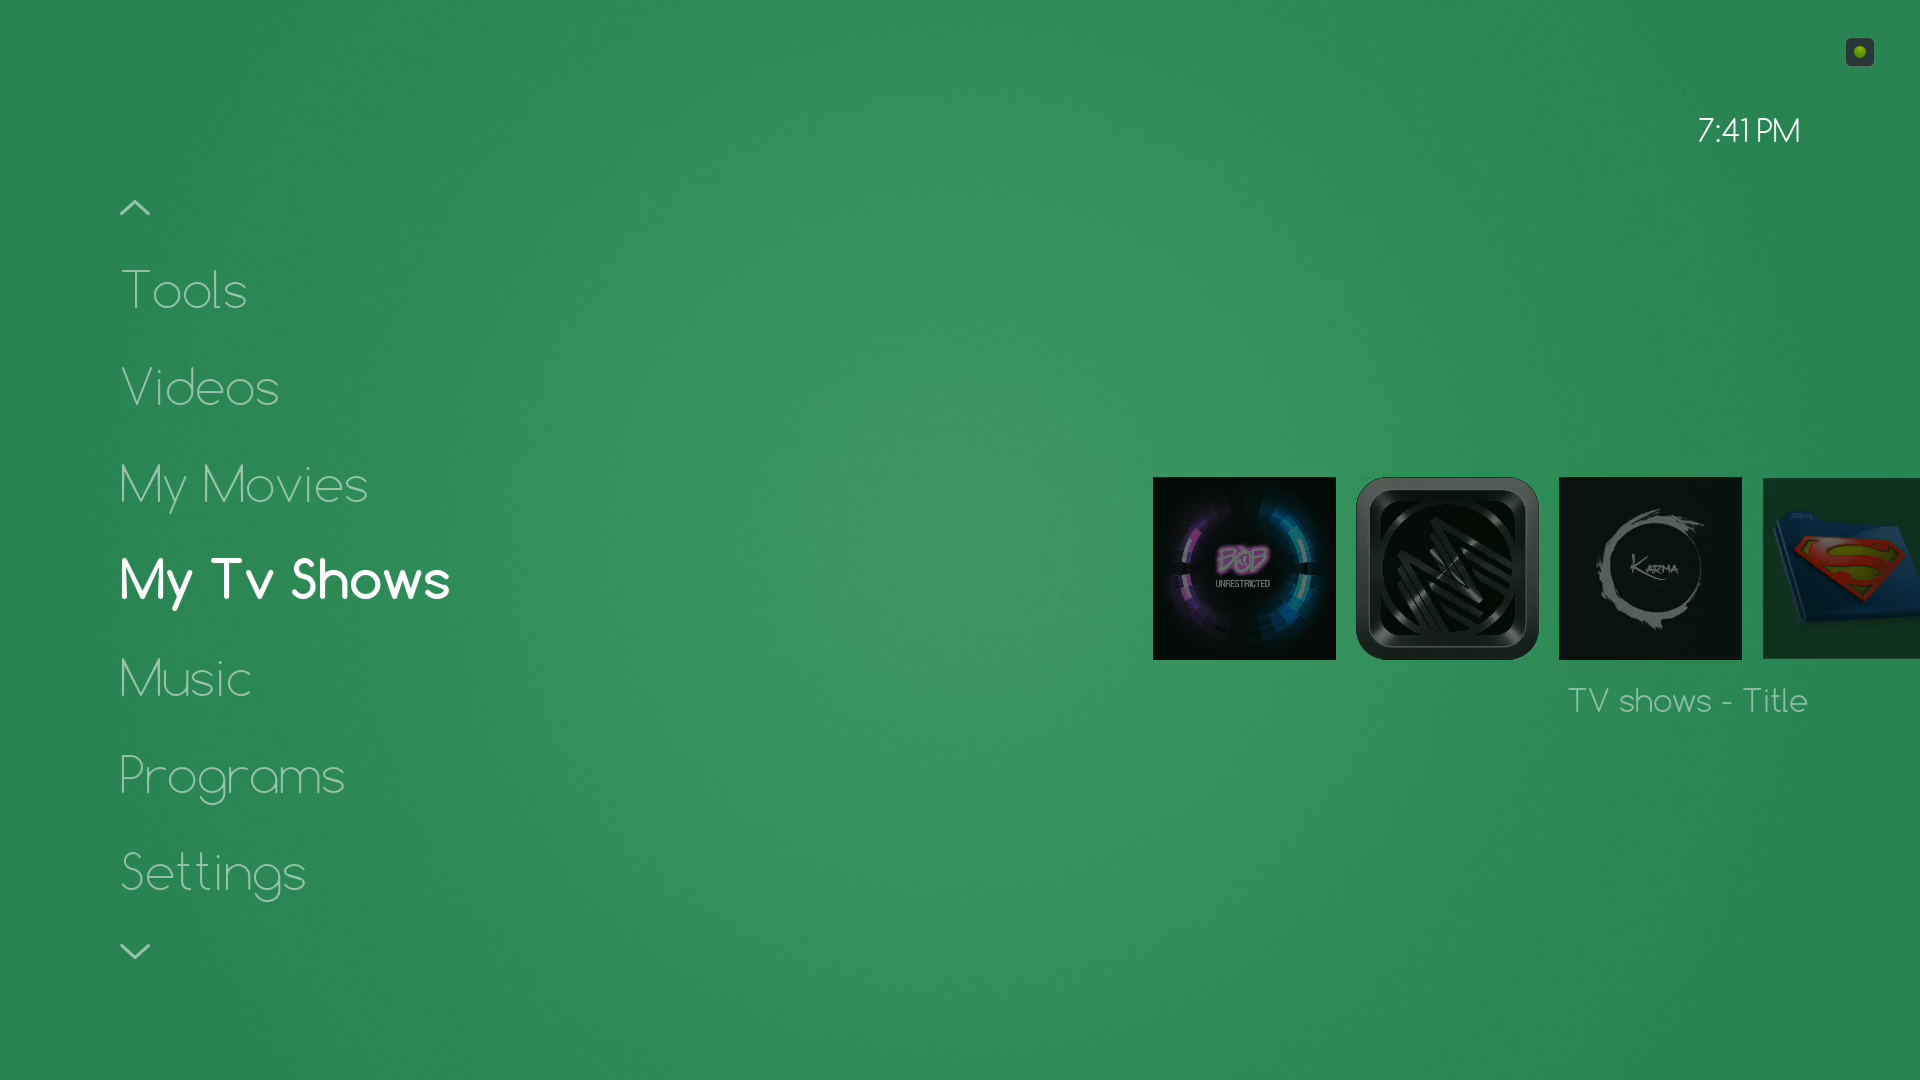 7:41 PM
Tools
Videos
My Movies
My Tv Shows
Music
Programs
Settings
BOB
UNRESTRICTED
KARMA
TV shows - Title